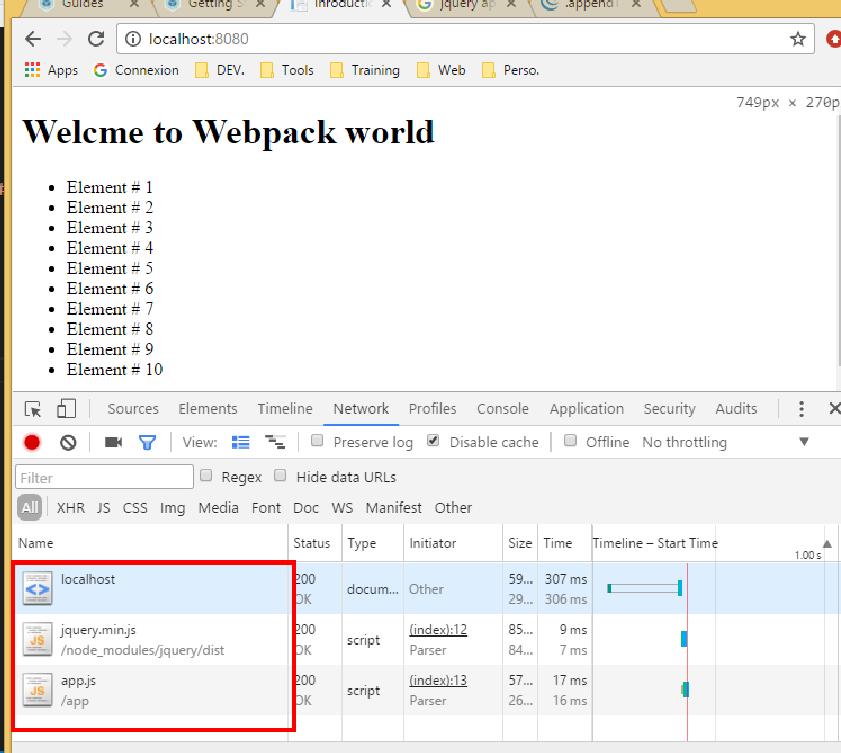 Guides
Getting S
jquery ap
.append
localhost:8080
Apps Connexion DEV. Tools Training Web Perso.
749px × 270p
Welcme to Webpack world
Element # 1
Element # 2
Element # 3
Element # 4
Element # 5
Element # 6
Element # 7
Element # 8
Element # 9
Element # 10
Sources Elements Timeline Network Profiles Console Application Security Audits
View: Preserve log Disable cache Offline No throttling
Filter Regex Hide data URLs
All XHR JS CSS Img Media Font Doc WS Manifest Other
Name Status Type Initiator Size Time Timeline – Start Time
1.00 s
localhost 200 OK docum... Other 59... 29... 307 ms 306 ms
jquery.min.js 200 script (index):12 85... 9 ms
/node_modules/jquery/dist OK Parser 84... 7 ms
app.js 200 script (index):13 57... 17 ms
/app OK Parser 26... 16 ms